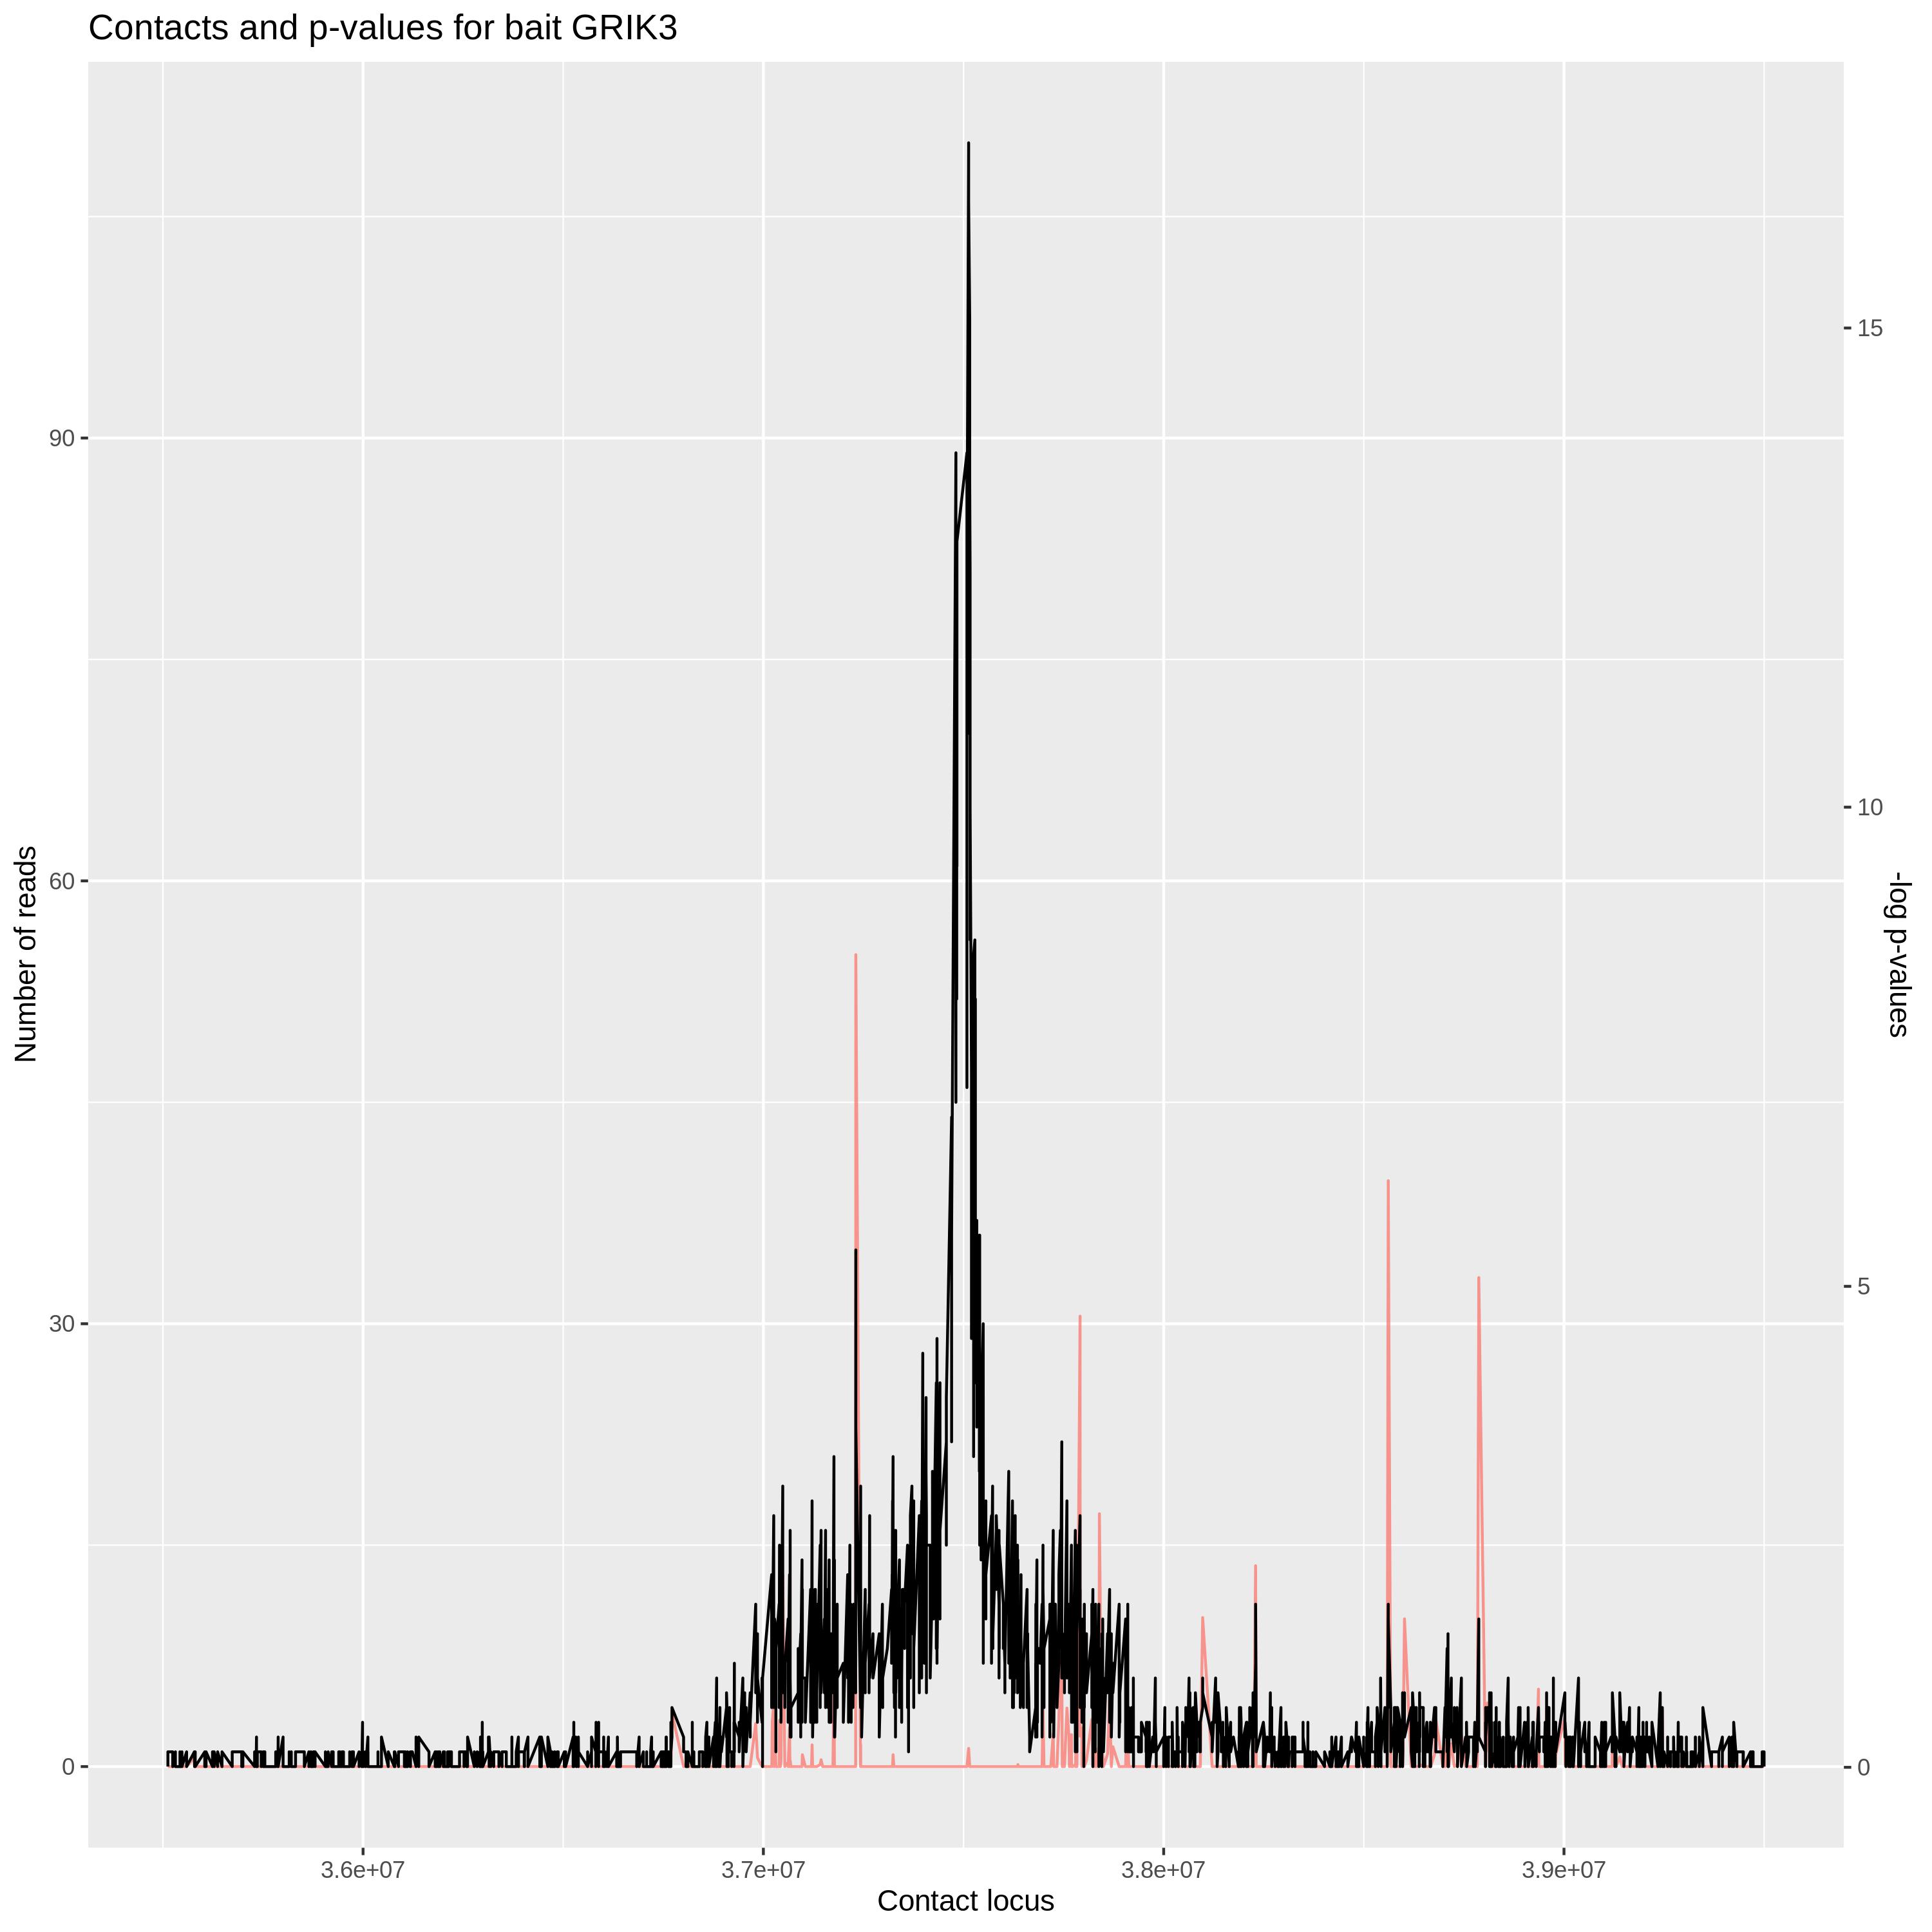 Contacts and p-values for bait GRIK3
Number of reads
90
60
30
0
15
10
5
0
-log p-values
3.6e+07
3.7e+07
3.8e+07
3.9e+07
Contact locus